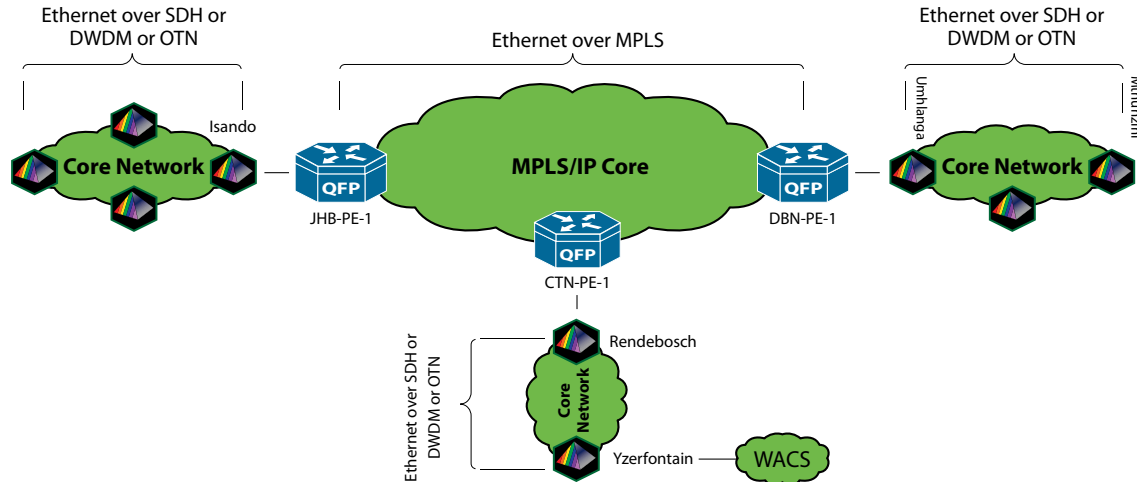 Ethernet over SDH or
DWDM or OTN
Ethernet over MPLS
Ethernet over SDH or
DWDM or OTN
Isando
Core Network
QFP
JHB-PE-1
MPLS/IP Core
QFP
DBN-PE-1
Umhlanga
Core Network
QFP
CTN-PE-1
Rendebosch
Ethernet over SDH or
DWDM or OTN
Core
Network
Yzerfontain
WACS